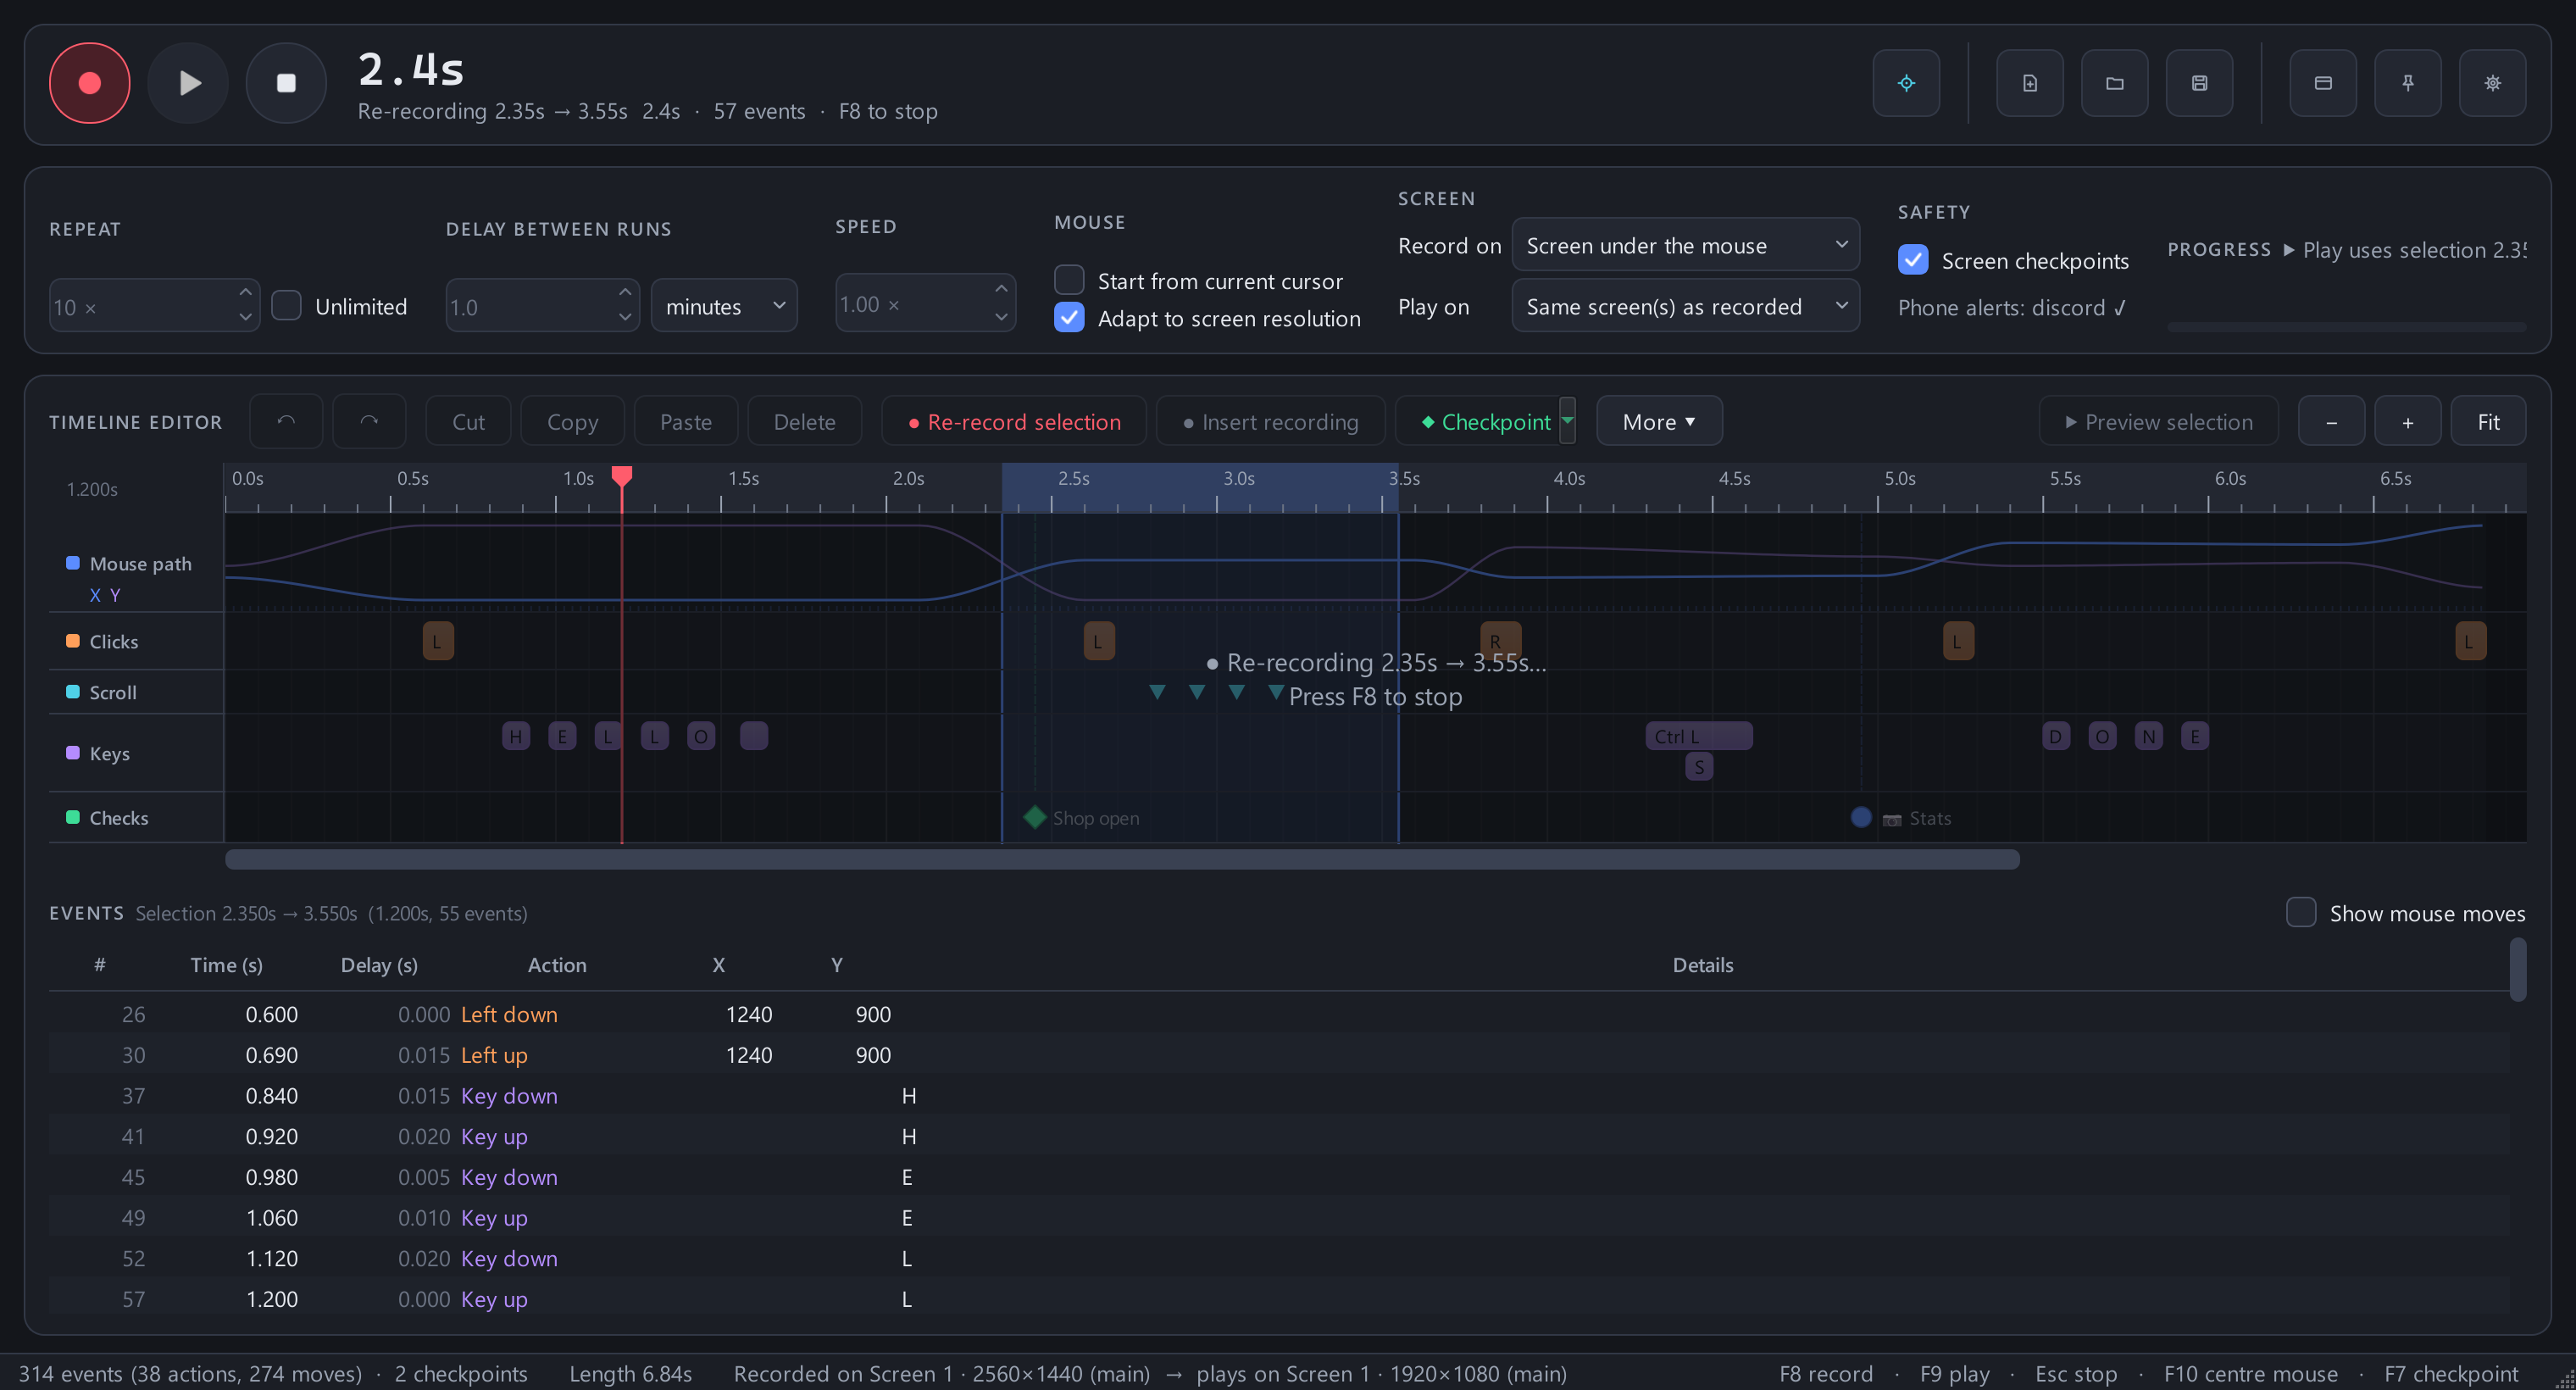 2.4s
Re-recording 2.35s → 3.55s 2.4s · 57 events · F8 to stop
REPEAT
10 ×
Unlimited
DELAY BETWEEN RUNS
1.0
minutes
SPEED
1.00 ×
MOUSE
Start from current cursor
Adapt to screen resolution
SCREEN
Record on Screen under the mouse
Play on Same screen(s) as recorded
SAFETY
Screen checkpoints
Phone alerts: discord ✓
PROGRESS ▶ Play uses selection 2.35
TIMELINE EDITOR
Cut
Copy
Paste
Delete
● Re-record selection
● Insert recording
◆ Checkpoint
More ▾
▶ Preview selection
–
+
Fit
1.200s
0.0s 0.5s 1.0s 1.5s 2.0s 2.5s 3.0s 3.5s 4.0s 4.5s 5.0s 5.5s 6.0s 6.5s
Mouse path
X Y
Clicks L L R L L
● Re-recording 2.35s → 3.55s...
Scroll
Press F8 to stop
Keys H E L L O Ctrl L D O N E
S
Checks Shop open Stats
EVENTS Selection 2.350s → 3.550s (1.200s, 55 events)
Show mouse moves
# Time (s) Delay (s) Action X Y Details
26 0.600 0.000 Left down 1240 900
30 0.690 0.015 Left up 1240 900
37 0.840 0.015 Key down H
41 0.920 0.020 Key up H
45 0.980 0.005 Key down E
49 1.060 0.010 Key up E
52 1.120 0.020 Key down L
57 1.200 0.000 Key up L
314 events (38 actions, 274 moves) · 2 checkpoints Length 6.84s Recorded on Screen 1 · 2560×1440 (main) → plays on Screen 1 · 1920×1080 (main) F8 record · F9 play · Esc stop · F10 centre mouse · F7 checkpoint